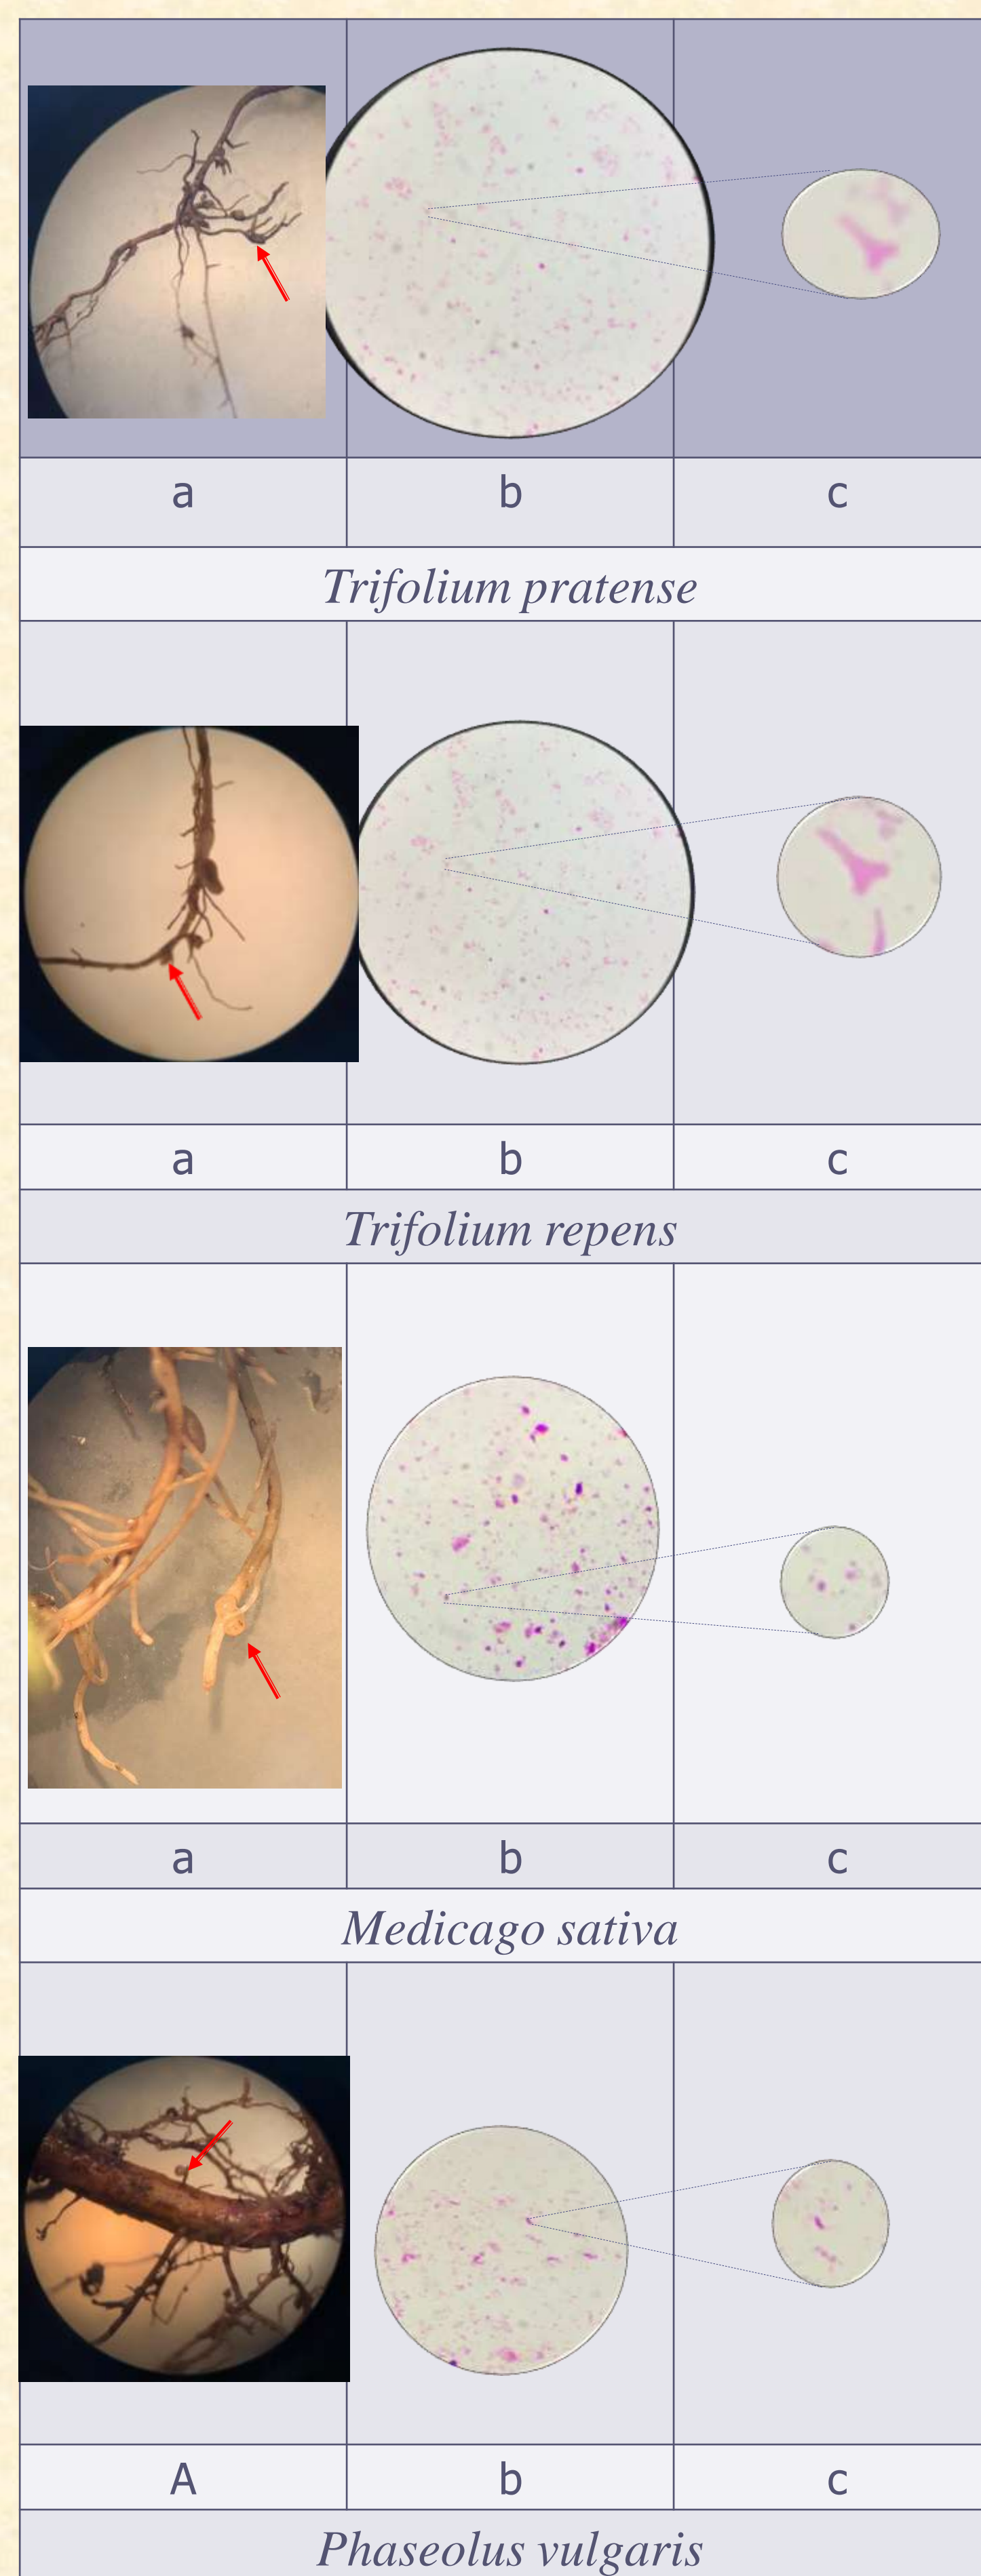 a b c
Trifolium pratense
a b c
Trifolium repens
a b c
Medicago sativa
A b c
Phaseolus vulgaris